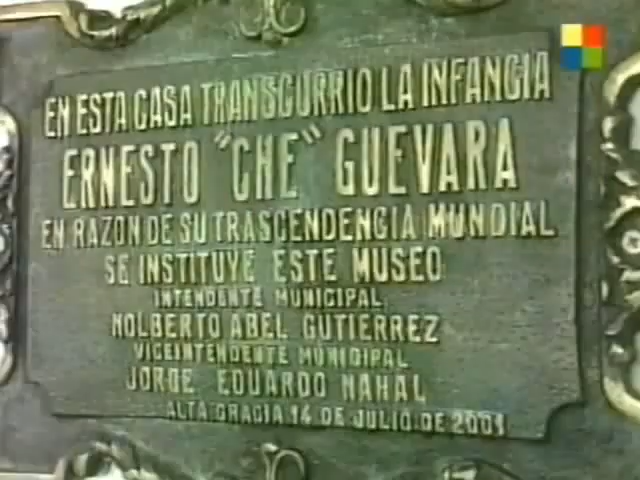 EN ESTA CASA TRANSCURRIO LA INFANCIA
ERNESTO "CHE" GUEVARA
EN RAZON DE SU TRASCENDENCIA MUNDIAL
SE INSTITUYE ESTE MUSEO
INTENDENTE MUNICIPAL
NOLBERTO ABEL GUTIERREZ
VICEINTENDENTE MUNICIPAL
JORGE EDUARDO NAHAL
ALTA GRACIA 14 DE JULIO DE 2001